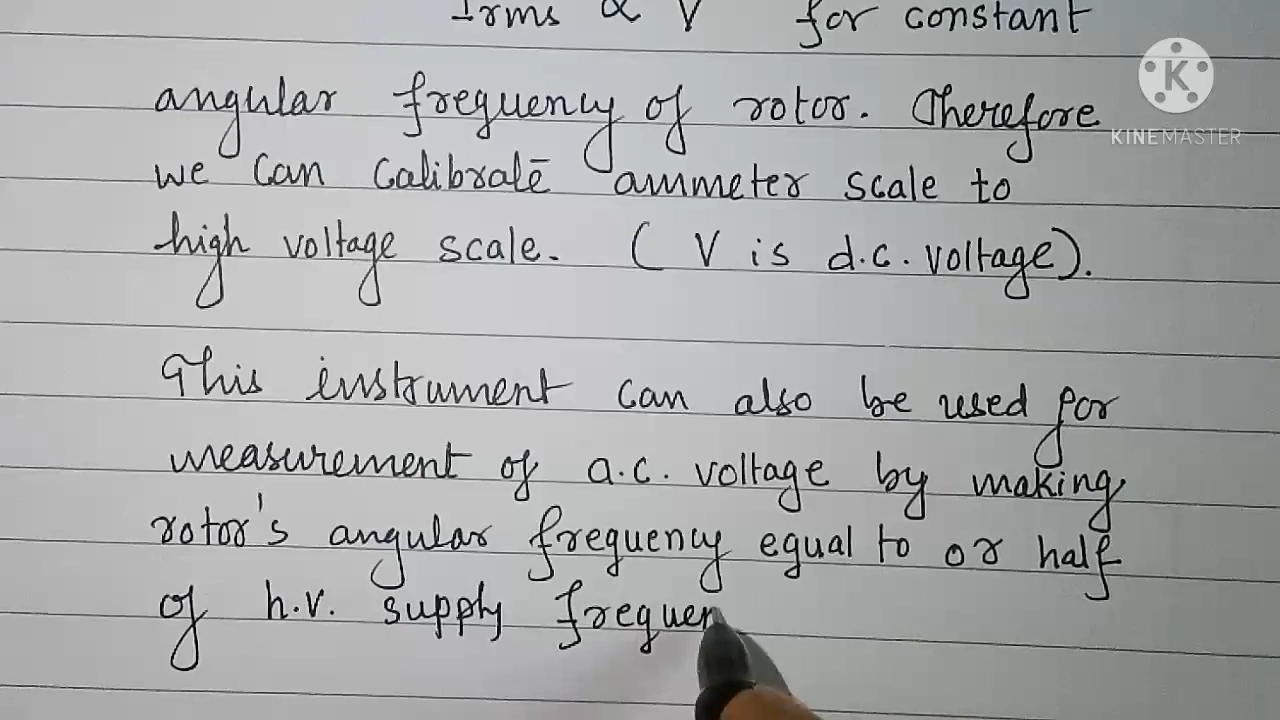 Irms ∝ V for constant
angular frequency of rotor. Therefore
we can calibrate ammeter scale to
high voltage scale. ( V is d.c. voltage).
This instrument can also be used for
measurement of a.c. voltage by making
rotor's angular frequency equal to or half
of h.v. supply frequen
K
KINEMASTER